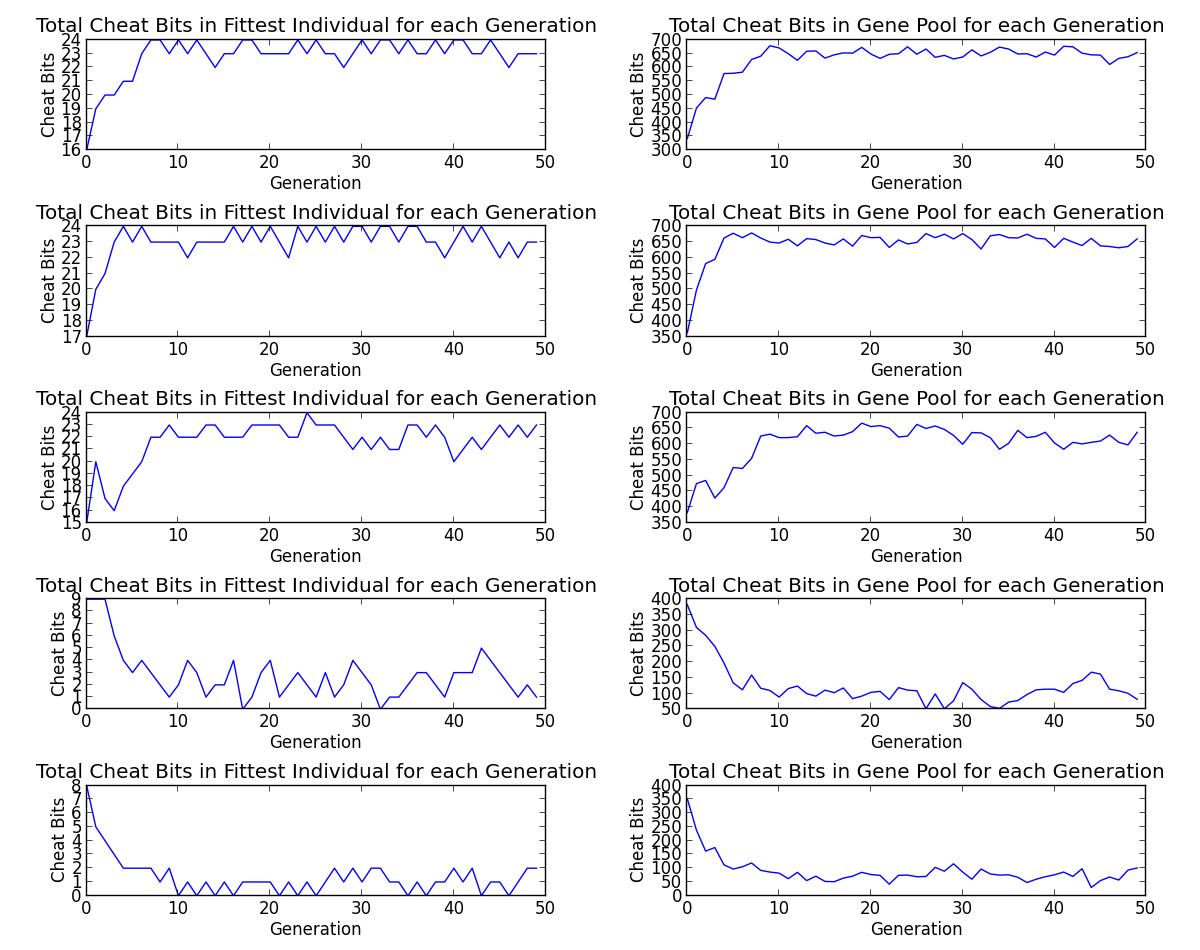 Total Cheat Bits in Fittest Individual for each Generation
Cheat Bits
24
23
22
21
20
19
18
17
16
0 10 20 30 40 50
Generation
Total Cheat Bits in Gene Pool for each Generation
Cheat Bits
700
650
600
550
500
450
400
350
300
0 10 20 30 40 50
Generation
Total Cheat Bits in Fittest Individual for each Generation
Cheat Bits
24
23
22
21
20
19
18
17
0 10 20 30 40 50
Generation
Total Cheat Bits in Gene Pool for each Generation
Cheat Bits
700
650
600
550
500
450
400
350
0 10 20 30 40 50
Generation
Total Cheat Bits in Fittest Individual for each Generation
Cheat Bits
24
23
22
21
20
19
18
17
16
15
0 10 20 30 40 50
Generation
Total Cheat Bits in Gene Pool for each Generation
Cheat Bits
700
650
600
550
500
450
400
350
0 10 20 30 40 50
Generation
Total Cheat Bits in Fittest Individual for each Generation
Cheat Bits
9
8
7
6
5
4
3
2
1
0
0 10 20 30 40 50
Generation
Total Cheat Bits in Gene Pool for each Generation
Cheat Bits
400
350
300
250
200
150
100
50
0 10 20 30 40 50
Generation
Total Cheat Bits in Fittest Individual for each Generation
Cheat Bits
8
7
6
5
4
3
2
1
0
0 10 20 30 40 50
Generation
Total Cheat Bits in Gene Pool for each Generation
Cheat Bits
400
350
300
250
200
150
100
50
0
0 10 20 30 40 50
Generation